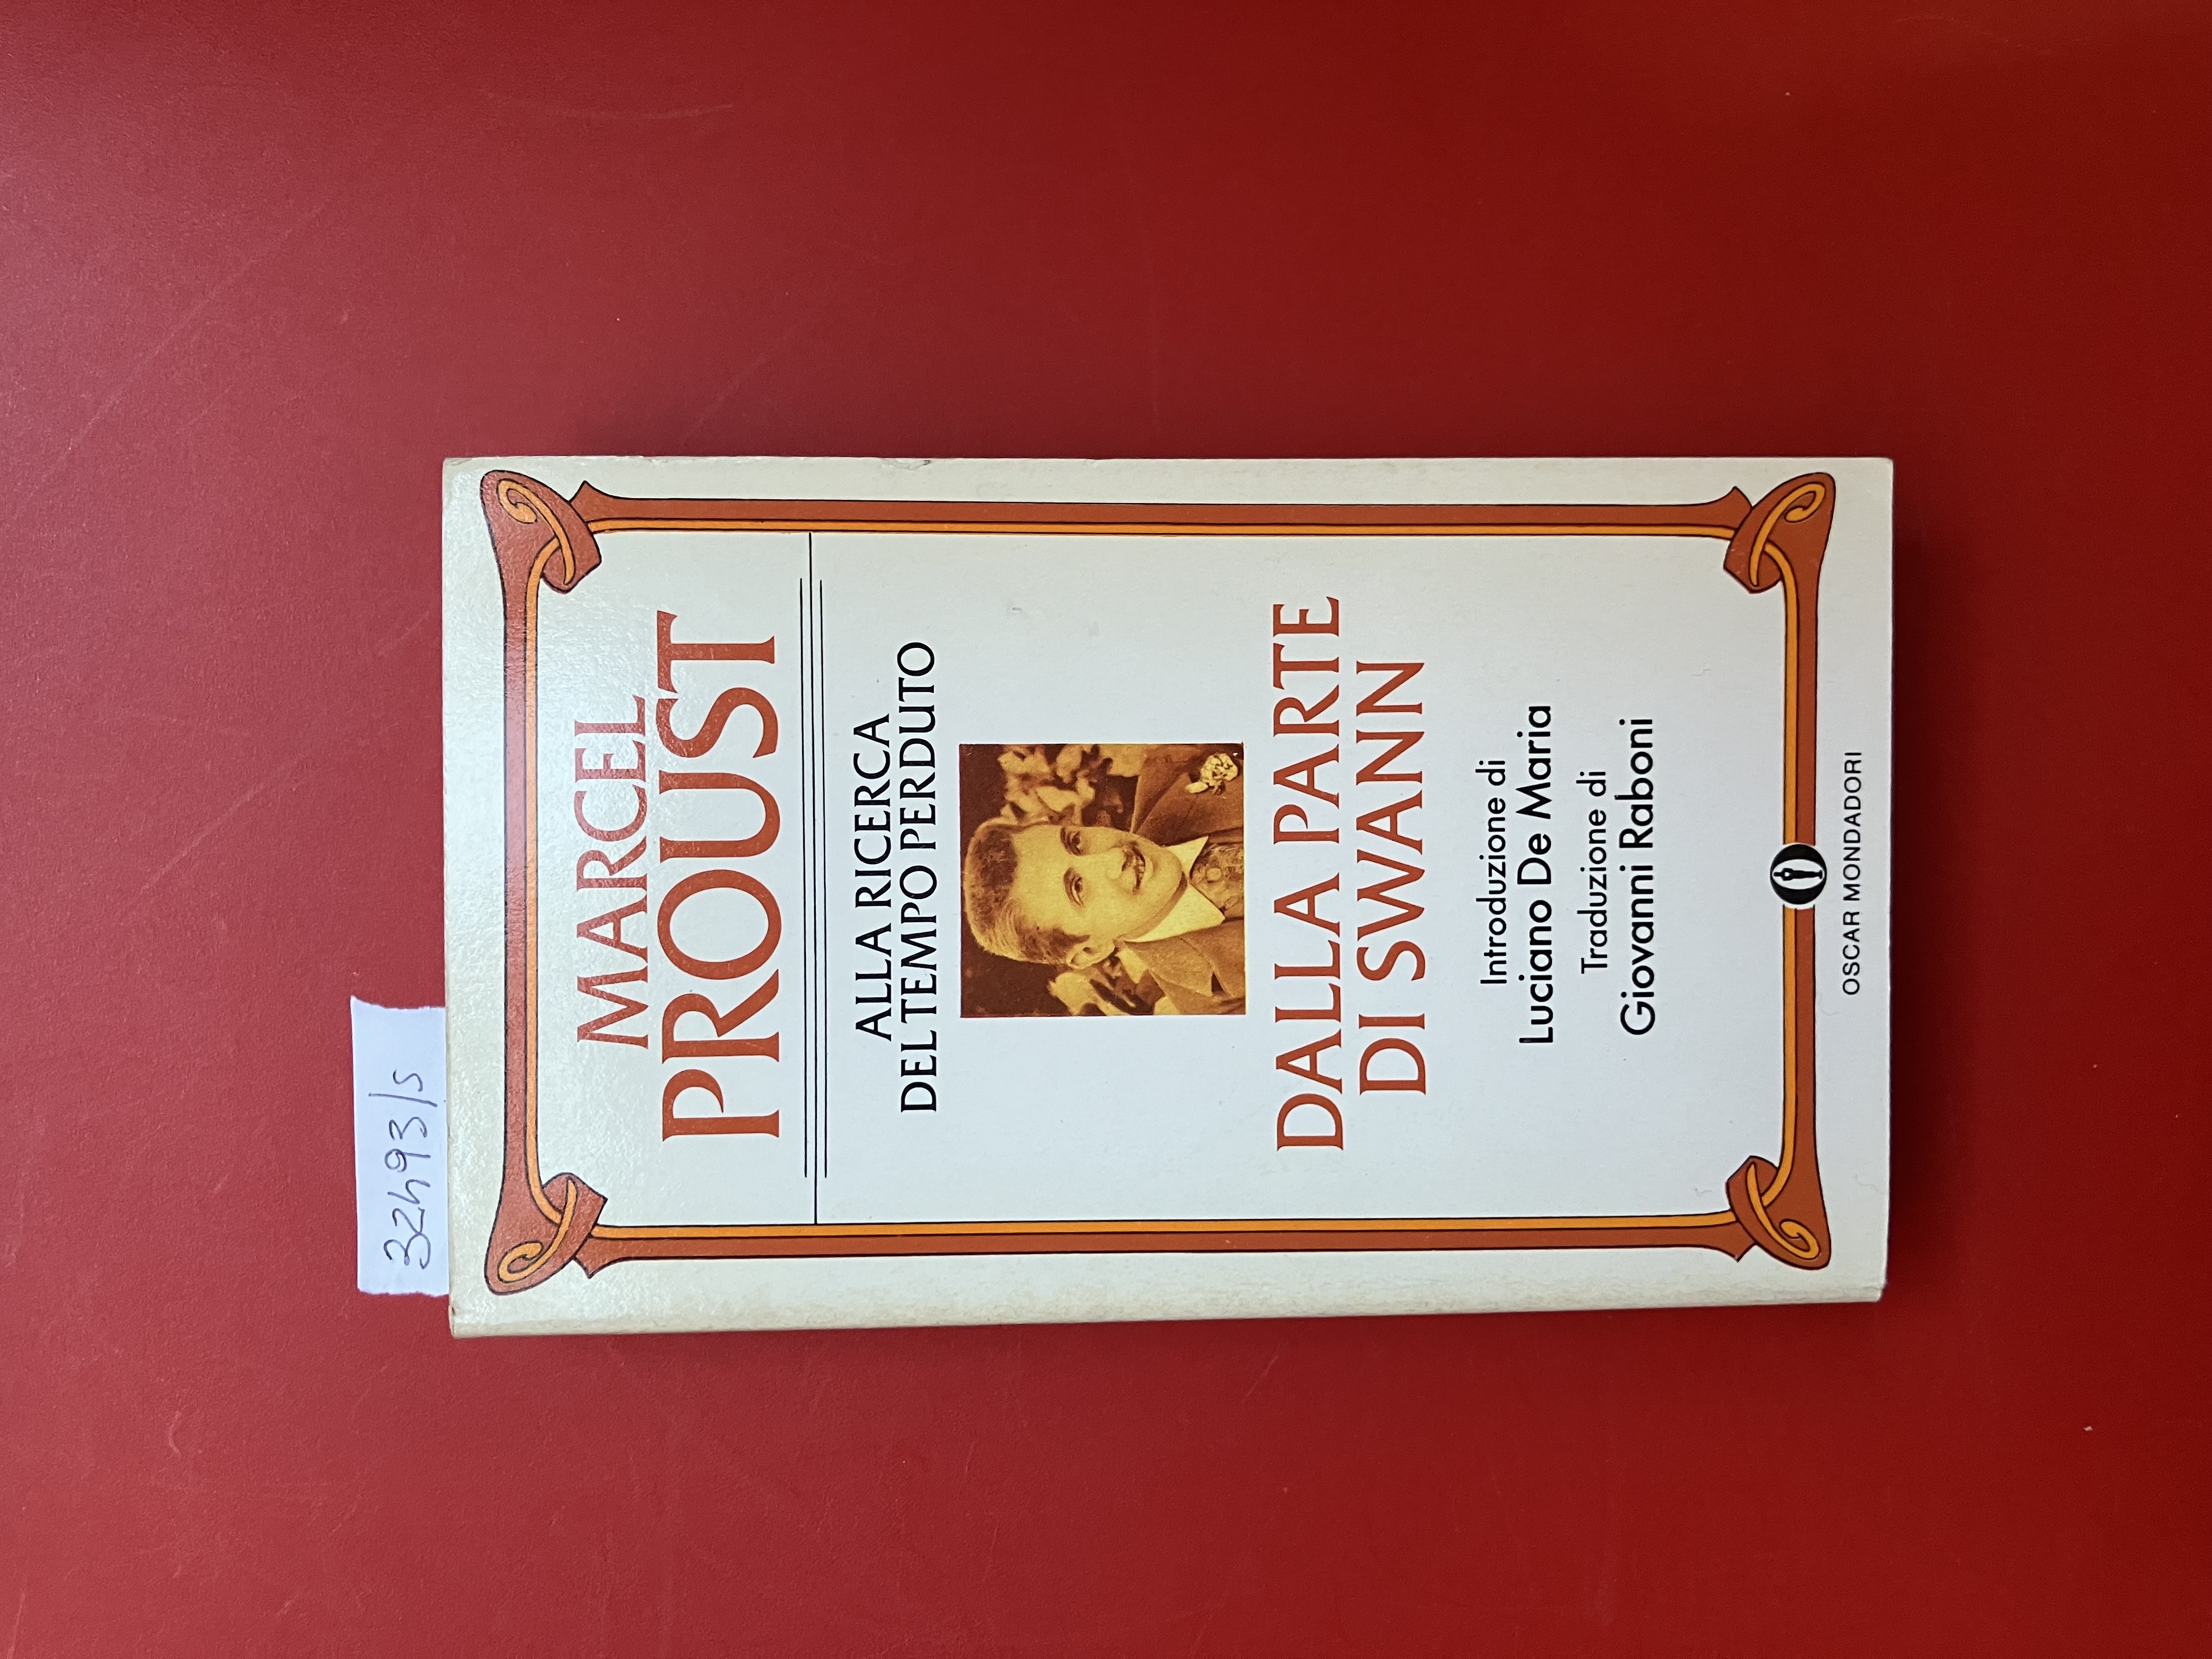 32493/s
MARCEL
PROUST
ALLA RICERCA
DEL TEMPO PERDUTO
DALLA PARTE
DI SWANN
Introduzione di
Luciano De Maria
Traduzione di
Giovanni Raboni
OSCAR MONDADORI